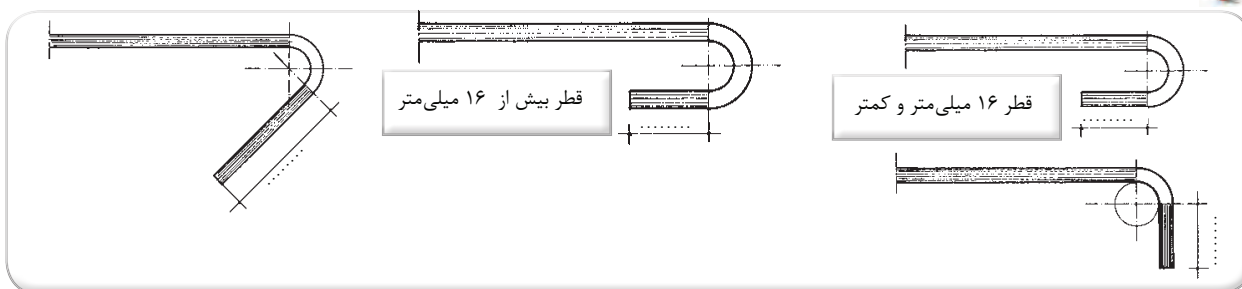 قطر ۱۶ میلی‌متر و کمتر
قطر بیش از ۱۶ میلی‌متر